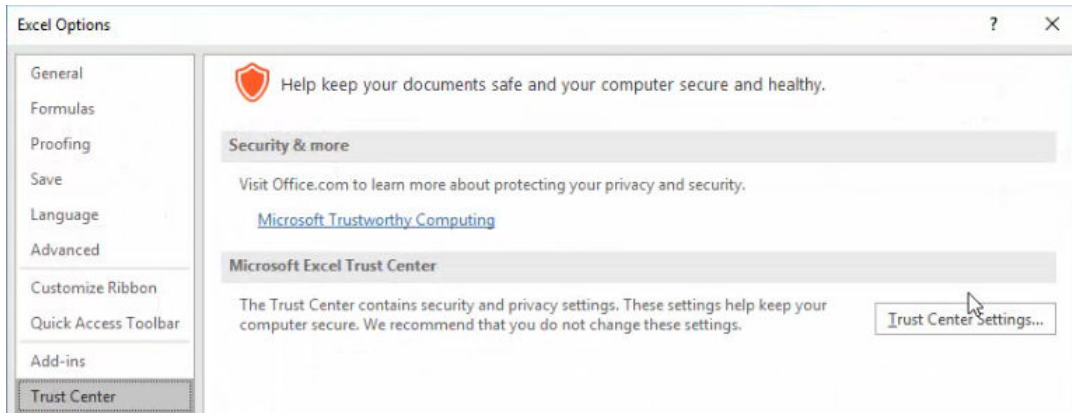 Excel Options
?
×
General
Formulas
Proofing
Save
Language
Advanced
Customize Ribbon
Quick Access Toolbar
Add-ins
Trust Center
Help keep your documents safe and your computer secure and healthy.
Security & more
Visit Office.com to learn more about protecting your privacy and security.
Microsoft Trustworthy Computing
Microsoft Excel Trust Center
The Trust Center contains security and privacy settings. These settings help keep your
computer secure. We recommend that you do not change these settings.
Trust Center Settings...